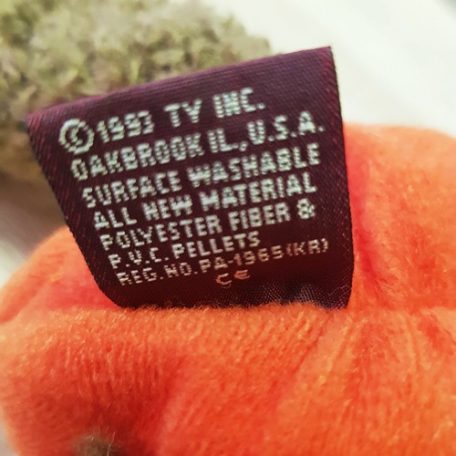 © 1993 TY INC.
OAKBROOK IL., U.S.A.
SURFACE WASHABLE
ALL NEW MATERIAL
POLYESTER FIBER &
P.V.C. PELLETS
REG. NO. PA-1965(KR)
CE